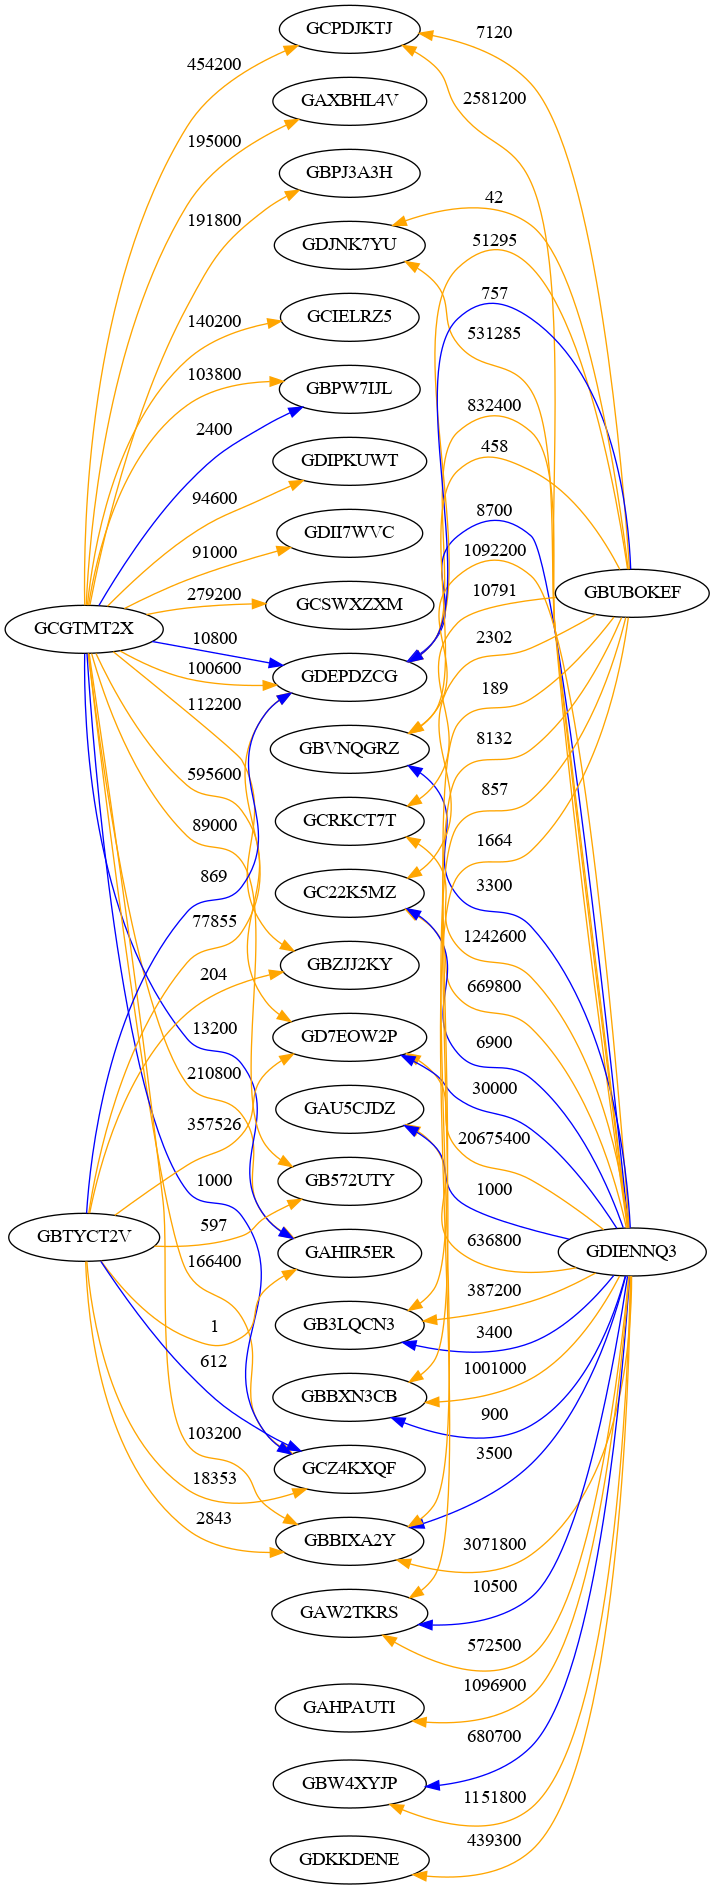 GCPDJKTJ
7120
454200
2581200
GAXBHL4V
195000
GBPJ3A3H
42
191800
GDJNK7YU
51295
757
GCIELRZ5
140200
531285
103800
GBPW7IJL
832400
2400
458
GDIPKUWT
94600
8700
GDII7WVC
91000
1092200
279200
10791
GBUBOKEF
GCSWXZXM
GCGTMT2X
10800
2302
100600
GDEPDZCG
112200
189
GBVNQGRZ
8132
595600
857
GCRKCT7T
89000
1664
869
GC22K5MZ
3300
77855
1242600
204
GBZJJ2KY
669800
13200
GD7EOW2P
6900
210800
30000
357526
GAU5CJDZ
20675400
1000
GB572UTY
1000
597
GBTYCT2V
636800
166400
GAHIR5ER
GDIENNQ3
387200
1
GB3LQCN3
3400
612
1001000
GBBXN3CB
900
103200
3500
18353
GCZ4KXQF
2843
GBBIXA2Y
3071800
10500
GAW2TKRS
572500
1096900
GAHPAUTI
680700
GBW4XYJP
1151800
439300
GDKKDENE